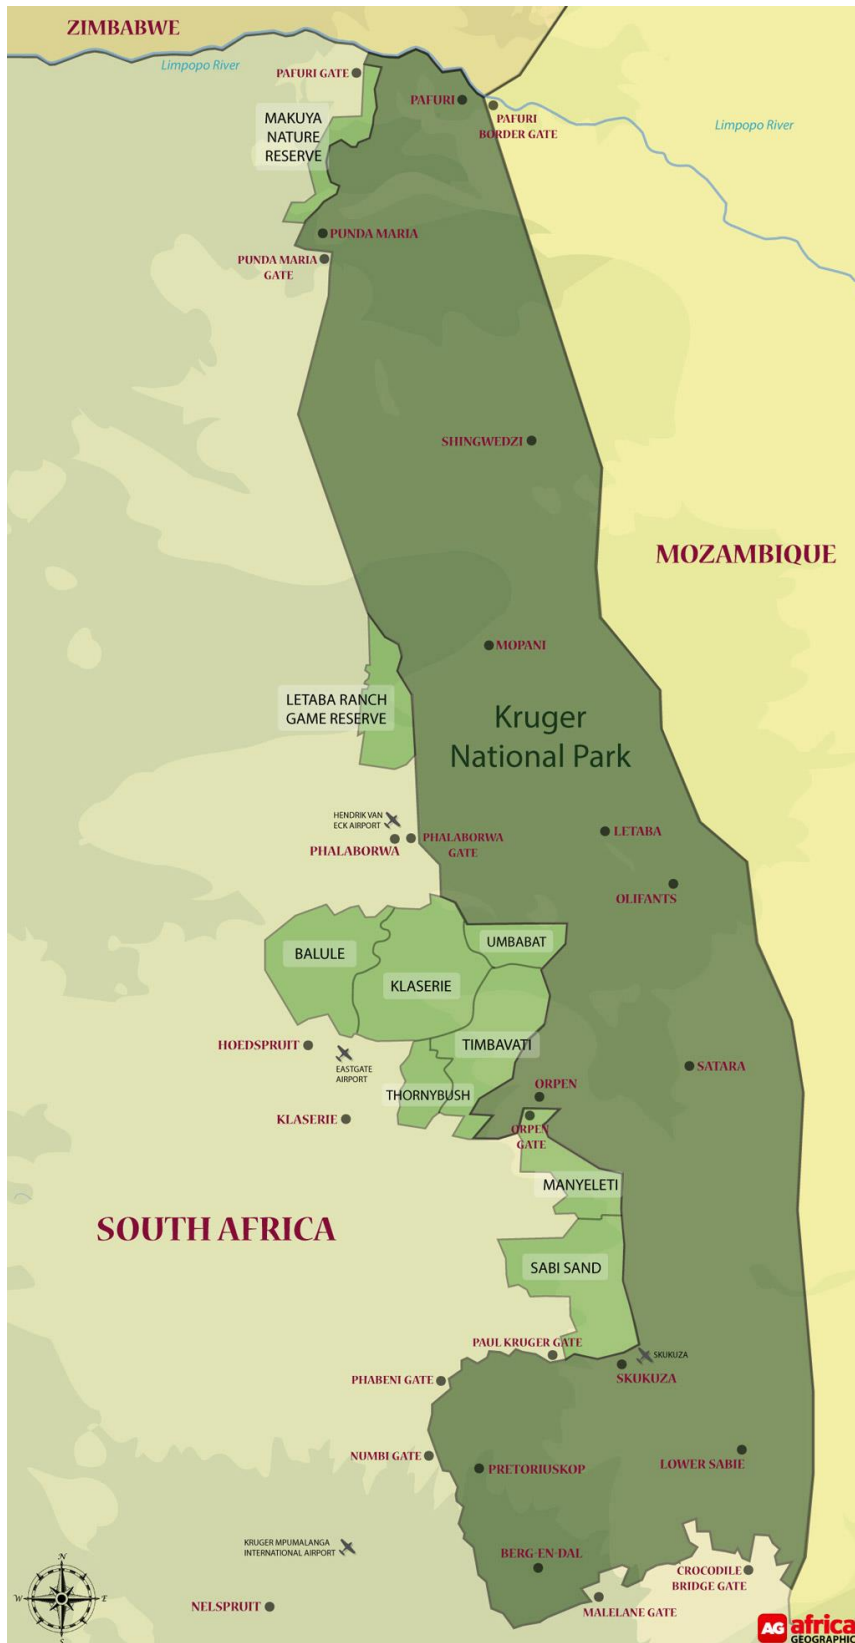 ZIMBABWE
Limpopo River
PAFURI GATE
PAFURI
PAFURI
BORDER GATE
Limpopo River
MAKUYA
NATURE
RESERVE
PUNDA MARIA
PUNDA MARIA
GATE
SHINGWEDZI
MOZAMBIQUE
MOPANI
LETABA RANCH
GAME RESERVE
Kruger
National Park
HENDRIK VAN
ECK AIRPORT
PHALABORWA
PHALABORWA
GATE
LETABA
OLIFANTS
BALULE
KLASERIE
UMBABAT
TIMBAVATI
HOEDSPRUIT
EASTGATE
AIRPORT
THORNYBUSH
KLASERIE
SATARA
ORPEN
ORPEN
GATE
MANYELETI
SOUTH AFRICA
SABI SAND
PAUL KRUGER GATE
SKUKUZA
SKUKUZA
PHABENI GATE
NUMBI GATE
PRETORIUSKOP
LOWER SABIE
KRUGER MPUMALANGA
INTERNATIONAL AIRPORT
BERG-EN-DAL
CROCODILE
BRIDGE GATE
MALELANE GATE
NELSPRUIT
N
W
E
S
AG africa
GEOGRAPHIC